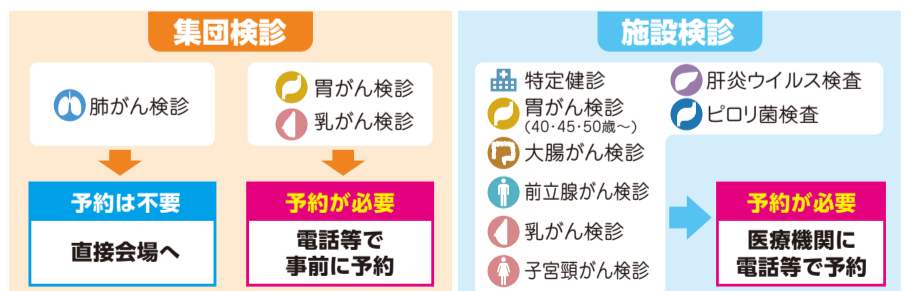 集団検診
肺がん検診
予約は不要
直接会場へ
胃がん検診
乳がん検診
予約が必要
電話等で
事前に予約
施設検診
特定健診
胃がん検診
(40・45・50歳～)
大腸がん検診
前立腺がん検診
乳がん検診
子宮頸がん検診
肝炎ウイルス検査
ピロリ菌検査
予約が必要
医療機関に
電話等で予約